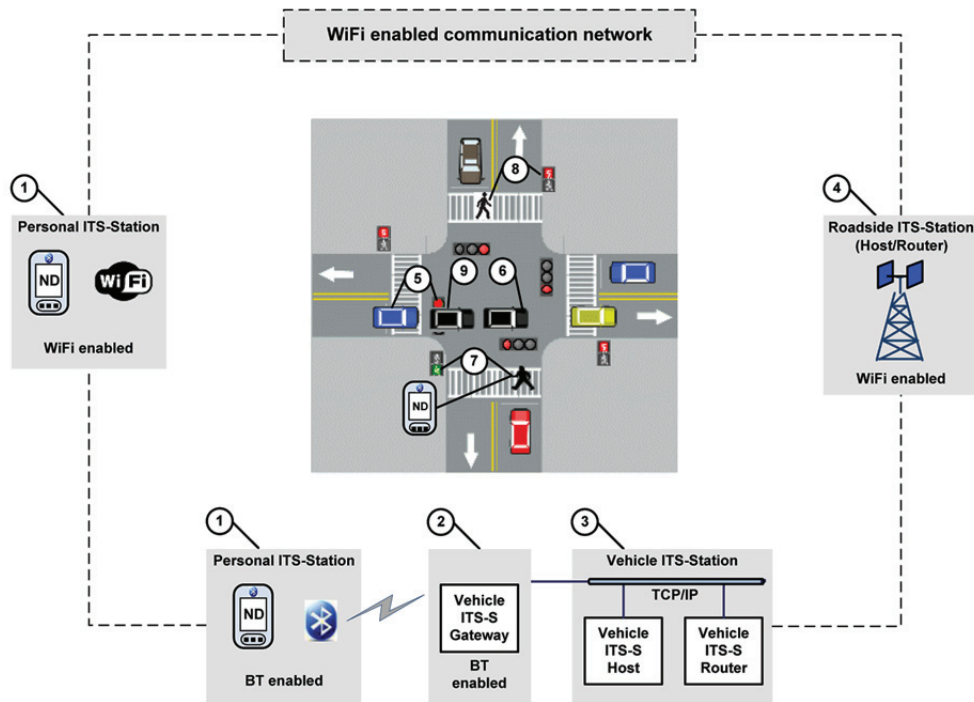 WiFi enabled communication network
1
Personal ITS-Station
ND
WiFi
WiFi enabled
4
Roadside ITS-Station
(Host/Router)
WiFi enabled
8
5
9
6
7
ND
1
Personal ITS-Station
ND
BT enabled
2
Vehicle
ITS-S
Gateway
BT
enabled
3
Vehicle ITS-Station
TCP/IP
Vehicle
ITS-S
Host
Vehicle
ITS-S
Router